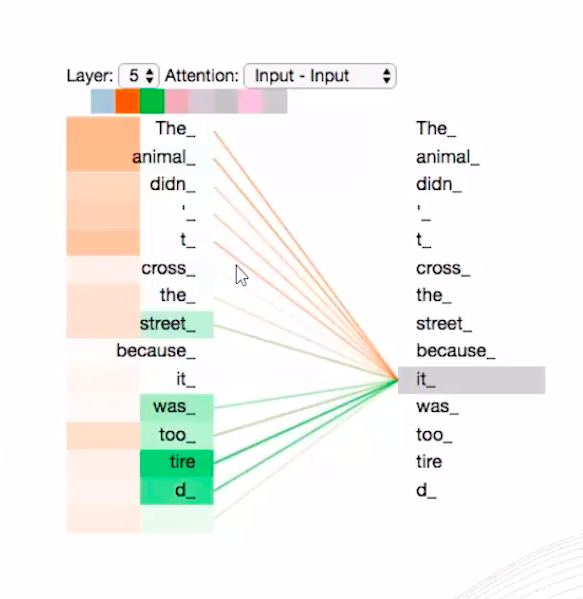 Layer: 5 Attention: Input - Input
The_ The_
animal_ animal_
didn_ didn_
'_ '_
t_ t_
cross_ cross_
the_ the_
street_ street_
because_ because_
it_ it_
was_ was_
too_ too_
tire tire
d_ d_